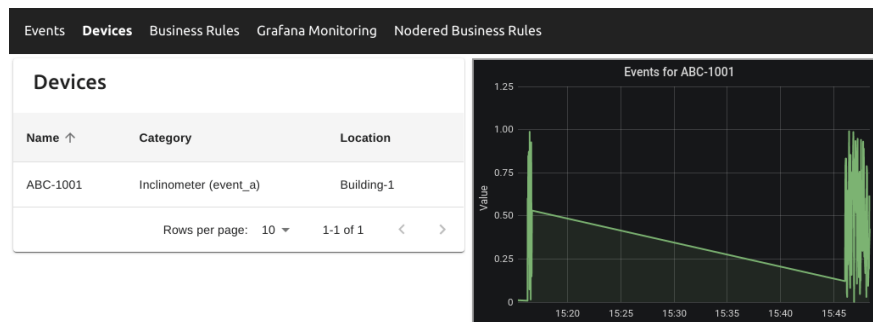 Events Devices Business Rules Grafana Monitoring Nodered Business Rules
Devices
Name ↑ Category Location
ABC-1001 Inclinometer (event_a) Building-1
Rows per page: 10 1-1 of 1
Events for ABC-1001
Value
1.25
1.00
0.75
0.50
0.25
0
15:20 15:25 15:30 15:35 15:40 15:45